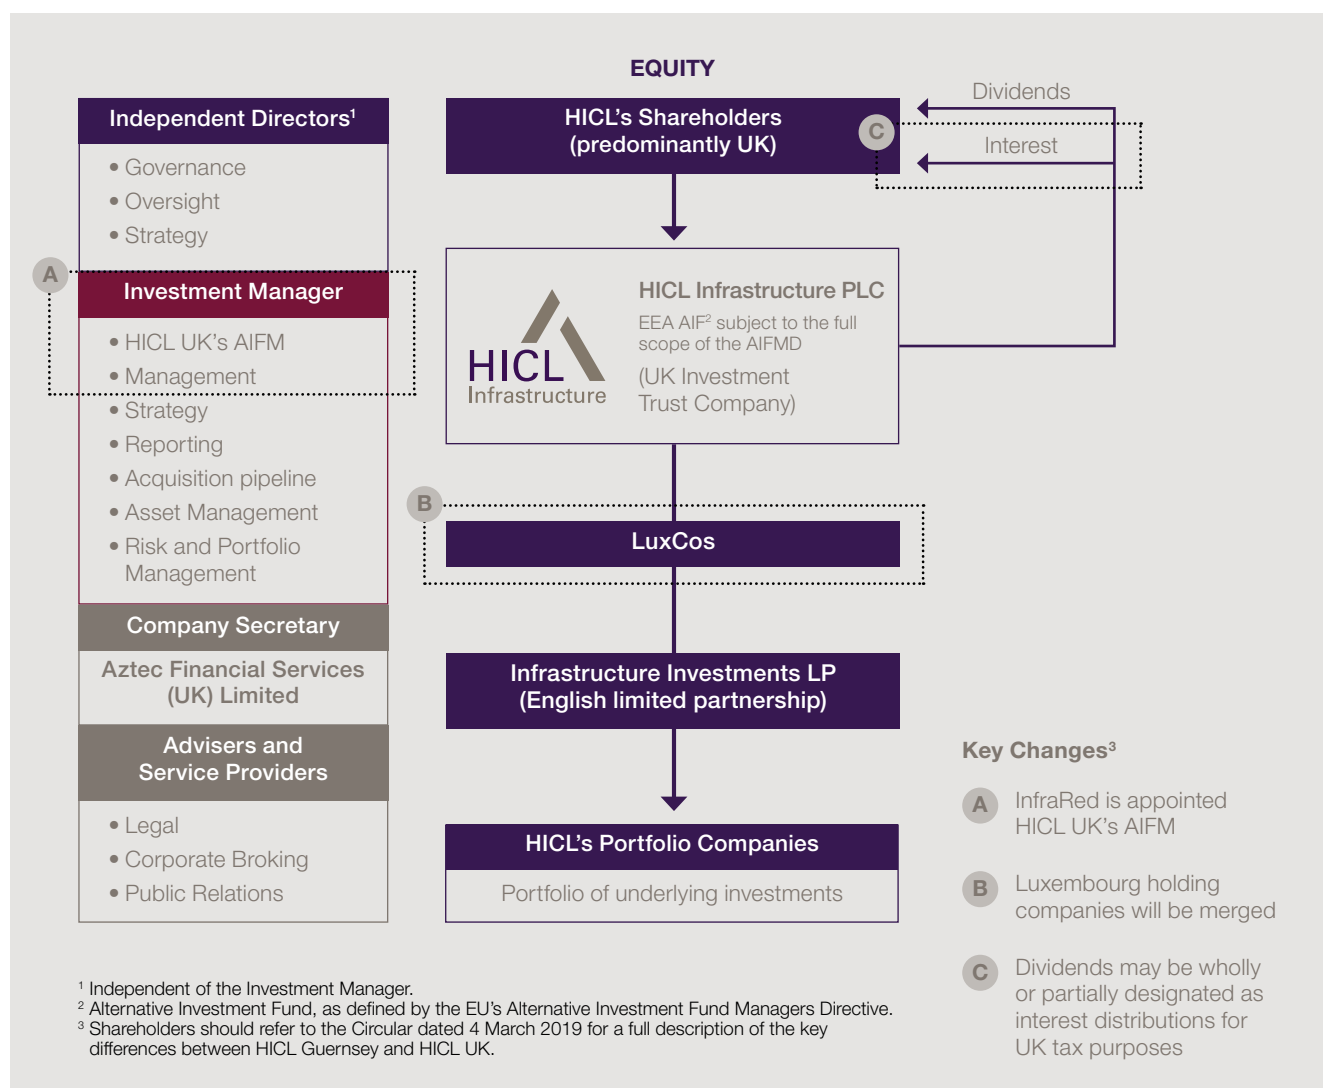 EQUITY
Independent Directors¹
• Governance
• Oversight
• Strategy
A
Investment Manager
• HICL UK's AIFM
• Management
• Strategy
• Reporting
• Acquisition pipeline
• Asset Management
• Risk and Portfolio
Management
Company Secretary
Aztec Financial Services
(UK) Limited
Advisers and
Service Providers
• Legal
• Corporate Broking
• Public Relations
HICL's Shareholders
(predominantly UK)
C
Dividends
Interest
HICL
Infrastructure
HICL Infrastructure PLC
EEA AIF² subject to the full
scope of the AIFMD
(UK Investment
Trust Company)
B
LuxCos
Infrastructure Investments LP
(English limited partnership)
HICL's Portfolio Companies
Portfolio of underlying investments
Key Changes³
A
InfraRed is appointed
HICL UK's AIFM
B
Luxembourg holding
companies will be merged
C
Dividends may be wholly
or partially designated as
interest distributions for
UK tax purposes
¹ Independent of the Investment Manager.
² Alternative Investment Fund, as defined by the EU's Alternative Investment Fund Managers Directive.
³ Shareholders should refer to the Circular dated 4 March 2019 for a full description of the key
differences between HICL Guernsey and HICL UK.